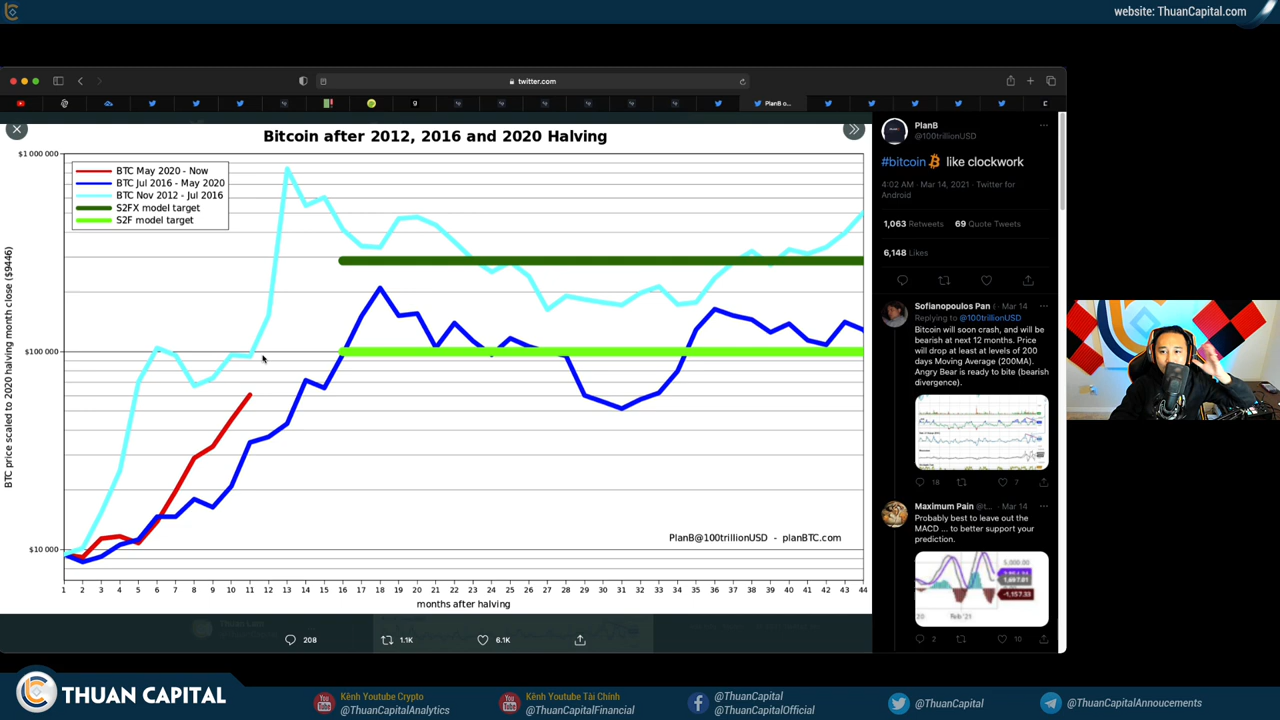 website: ThuanCapital.com
twitter.com
PlanB o...
Bitcoin after 2012, 2016 and 2020 Halving
$1 000 000
$100 000
$10 000
BTC price scaled to 2020 halving month close ($9446)
BTC May 2020 - Now
BTC Jul 2016 - May 2020
BTC Nov 2012 - Jul 2016
S2FX model target
S2F model target
PlanB@100trillionUSD - planBTC.com
1 2 3 4 5 6 7 8 9 10 11 12 13 14 15 16 17 18 19 20 21 22 23 24 25 26 27 28 29 30 31 32 33 34 35 36 37 38 39 40 41 42 43 44
months after halving
208
1.1K
6.1K
PlanB
@100trillionUSD
#bitcoin like clockwork
4:02 AM · Mar 14, 2021 · Twitter for
Android
1,063 Retweets 69 Quote Tweets
6,148 Likes
Sofianopoulos Pan ( · Mar 14
Replying to @100trillionUSD
Bitcoin will soon crash, and will be
bearish at next 12 months. Price
will drop at least at levels of 200
days Moving Average (200MA).
Angry Bear is ready to bite (bearish
divergence).
18
7
Maximum Pain @t... · Mar 14
Probably best to leave out the
MACD ... to better support your
prediction.
-1,157.33
Feb '21
2
10
THUAN CAPITAL
Kênh Youtube Crypto
@ThuanCapitalAnalytics
Kênh Youtube Tài Chính
@ThuanCapitalFinancial
@ThuanCapital
@ThuanCapitalOfficial
@ThuanCapital
@ThuanCapitalAnnoucements